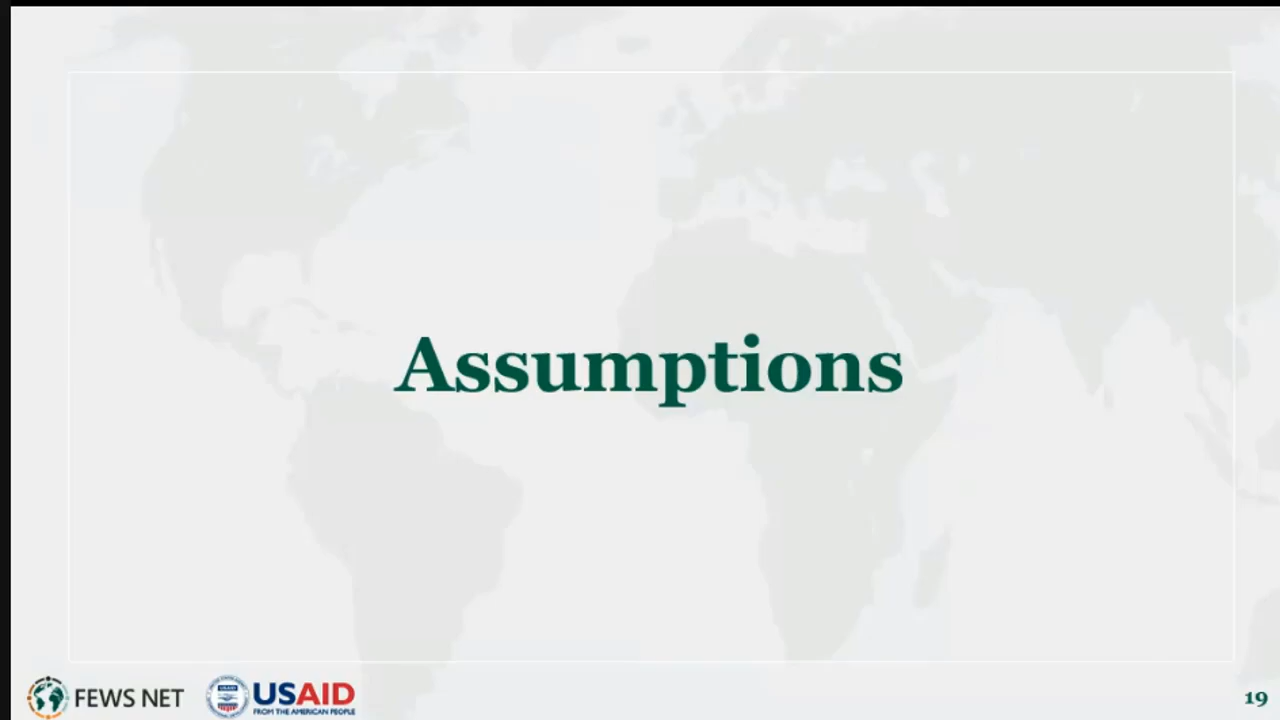 Assumptions
FEWS NET
USAID
FROM THE AMERICAN PEOPLE
19